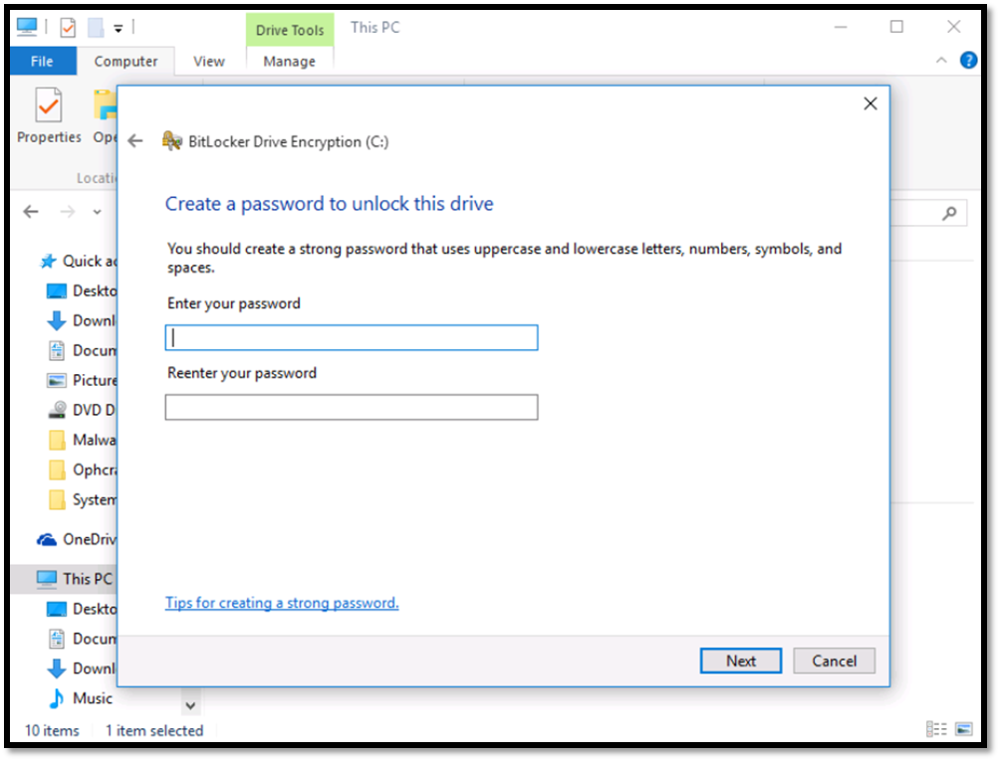 Drive Tools
This PC
File
Computer
View
Manage
Properties
Ope
Locati
BitLocker Drive Encryption (C:)
Create a password to unlock this drive
You should create a strong password that uses uppercase and lowercase letters, numbers, symbols, and
spaces.
Enter your password
Reenter your password
Tips for creating a strong password.
Next
Cancel
Quick ac
Deskto
Downl
Docum
Picture
DVD D
Malwa
Ophcra
System
OneDriv
This PC
Deskto
Docum
Downl
Music
10 items
1 item selected